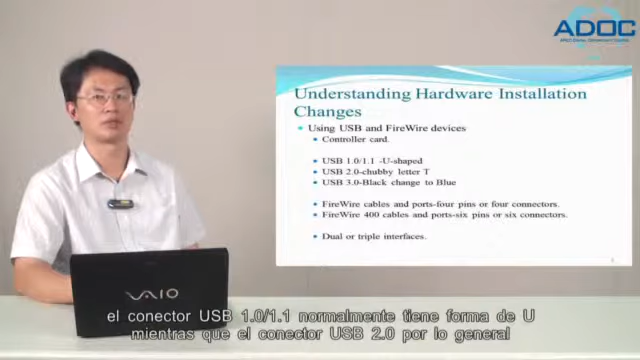 ADOC
Understanding Hardware Installation
Changes
Using USB and FireWire devices
Controller card.
USB 1.0/1.1 -U-shaped
USB 2.0-chubby letter T
USB 3.0-Black change to Blue
FireWire cables and ports-four pins or four connectors.
FireWire 400 cables and ports-six pins or six connectors.
Dual or triple interfaces.
VAIO
el conector USB 1.0/1.1 normalmente tiene forma de U
mientras que el conector USB 2.0 por lo general